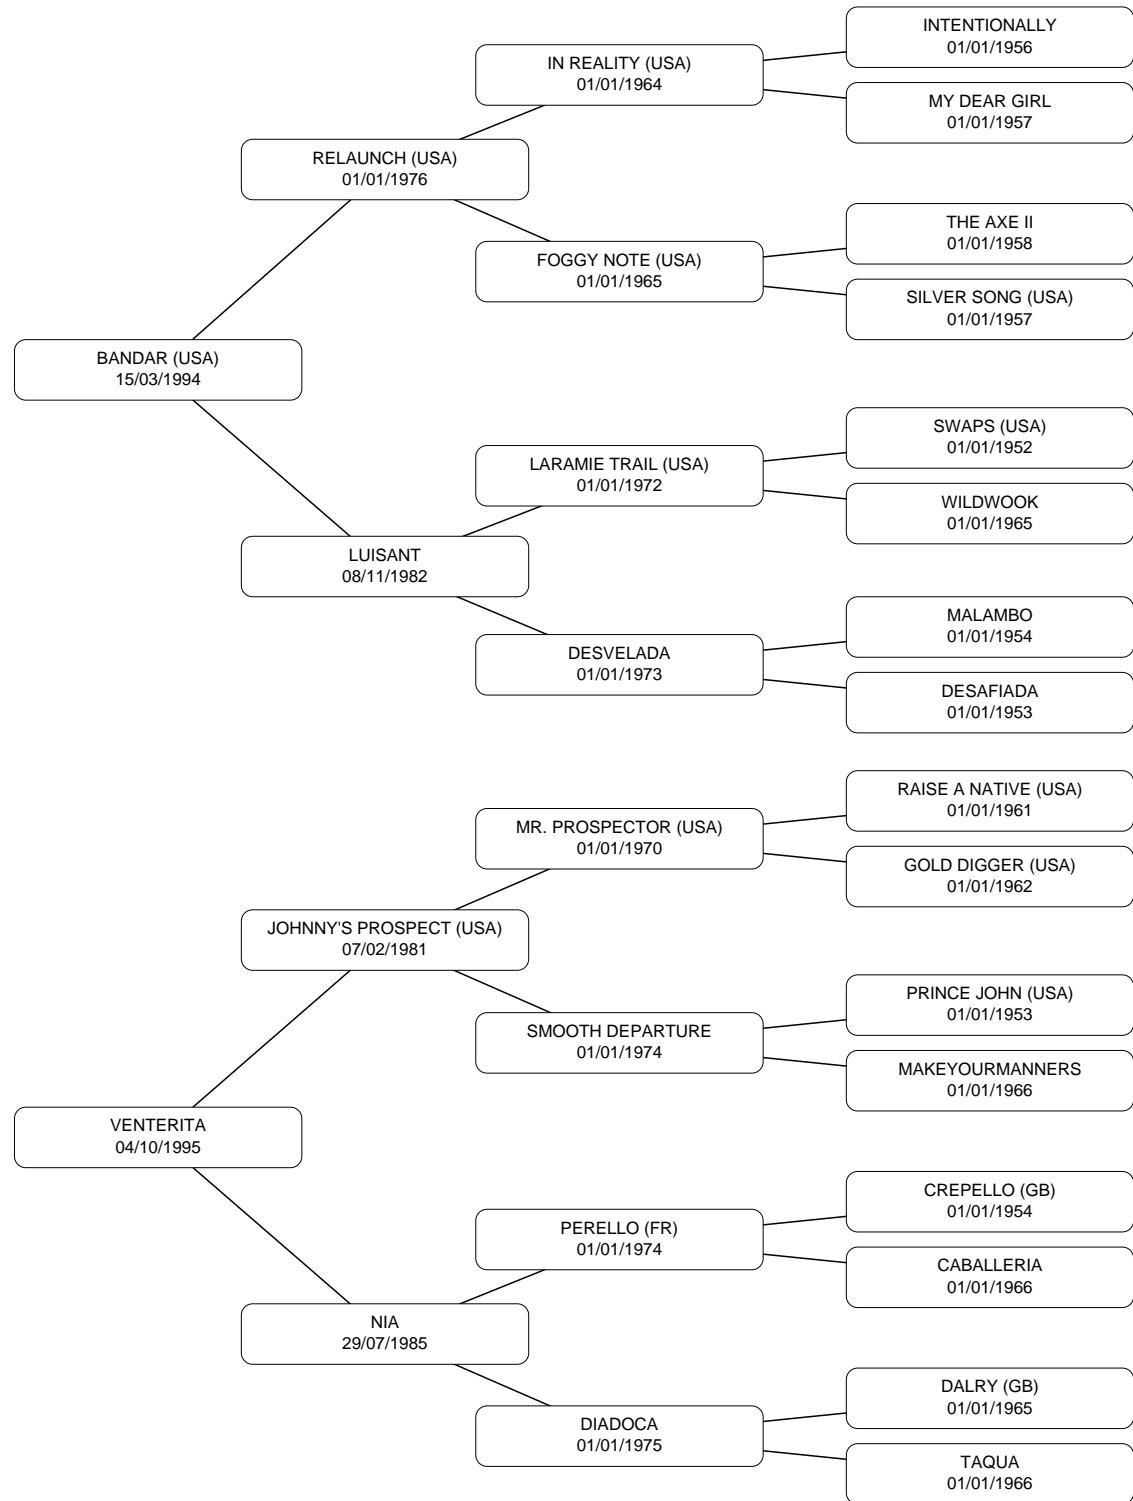 INTENTIONALLY
01/01/1956
IN REALITY (USA)
01/01/1964
MY DEAR GIRL
01/01/1957
RELAUNCH (USA)
01/01/1976
THE AXE II
01/01/1958
FOGGY NOTE (USA)
01/01/1965
SILVER SONG (USA)
01/01/1957
BANDAR (USA)
15/03/1994
SWAPS (USA)
01/01/1952
LARAMIE TRAIL (USA)
01/01/1972
WILDWOOK
01/01/1965
LUISANT
08/11/1982
MALAMBO
01/01/1954
DESVELADA
01/01/1973
DESAFIADA
01/01/1953
RAISE A NATIVE (USA)
01/01/1961
MR. PROSPECTOR (USA)
01/01/1970
GOLD DIGGER (USA)
01/01/1962
JOHNNY'S PROSPECT (USA)
07/02/1981
PRINCE JOHN (USA)
01/01/1953
SMOOTH DEPARTURE
01/01/1974
MAKEYOURMANNERS
01/01/1966
VENTERITA
04/10/1995
CREPELLO (GB)
01/01/1954
PERELLO (FR)
01/01/1974
CABALLERIA
01/01/1966
NIA
29/07/1985
DALRY (GB)
01/01/1965
DIADOCA
01/01/1975
TAQUA
01/01/1966